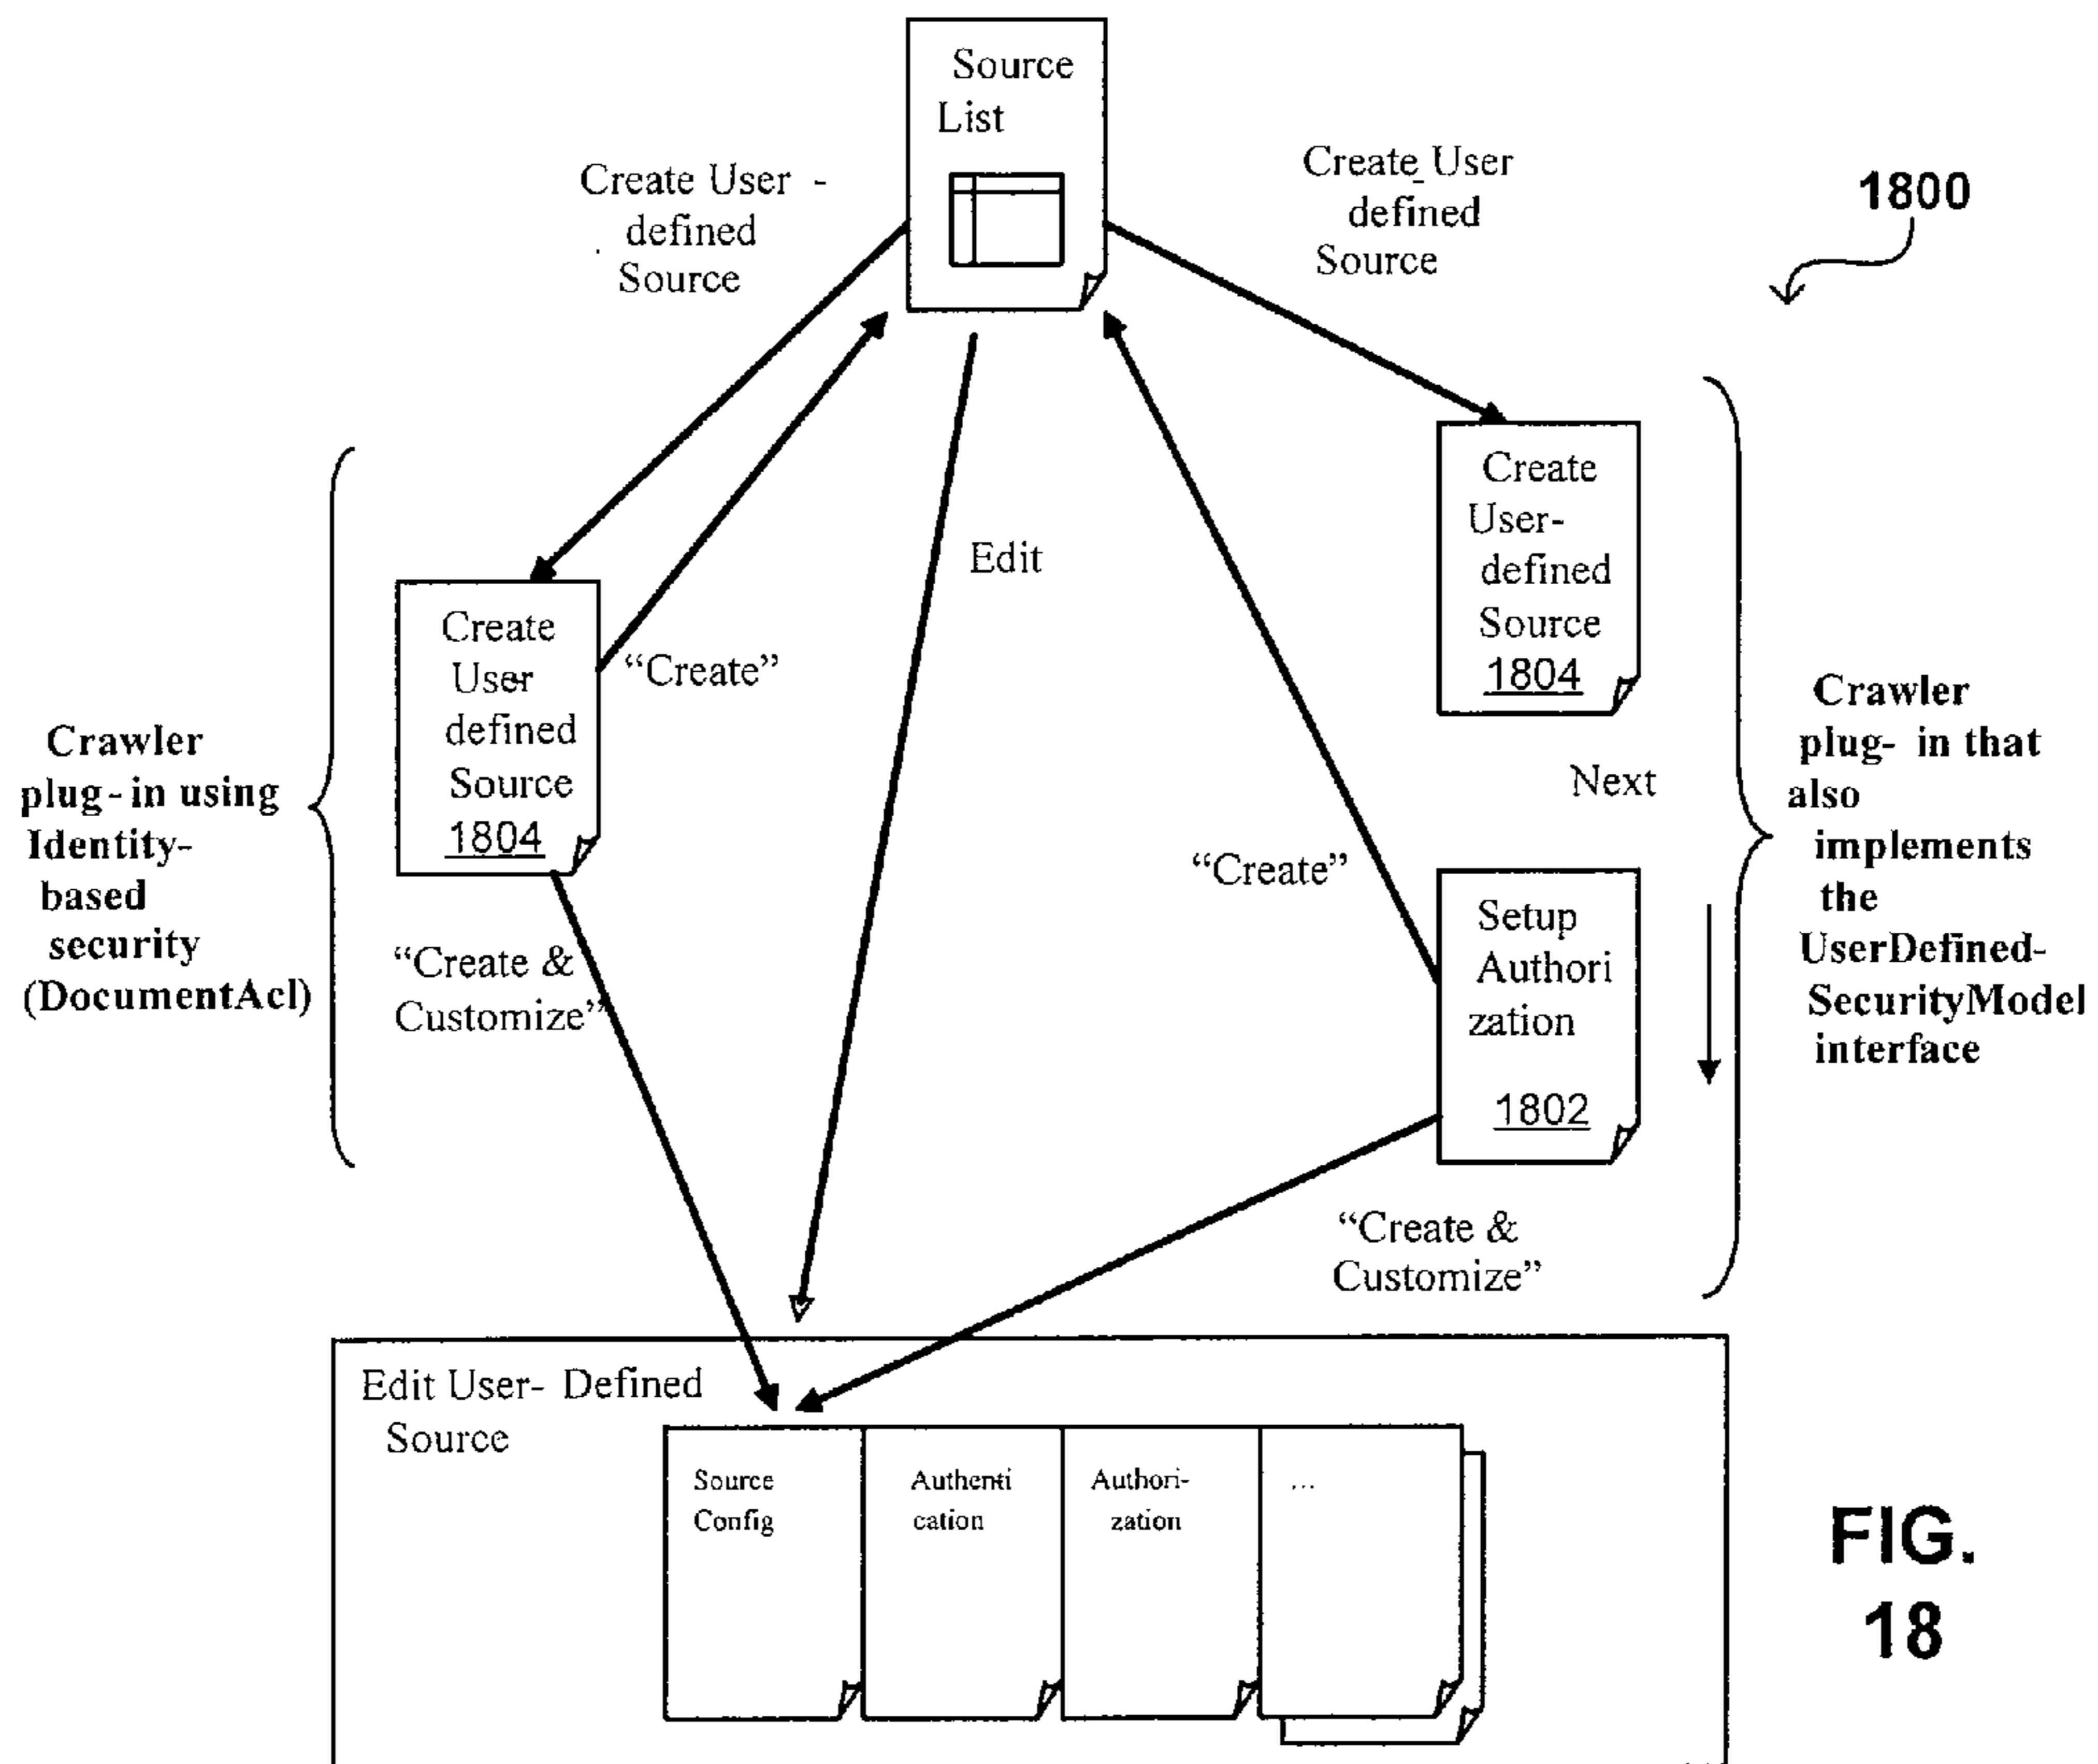 Source
List
Create User -
defined
Source
Create User
defined
Source
1800
Create
User-
defined
Source
1804
Edit
Create
User
defined
Source
1804
“Create”
Crawler
plug- in using
Identity-
based
security
(DocumentAcl)
Next
Crawler
plug- in that
also
implements
the
UserDefined-
SecurityModel
interface
“Create”
Setup
Authori
zation
1802
“Create &
Customize”
“Create &
Customize”
Edit User- Defined
Source
Source
Config
Authenti
cation
Authori-
zation
...
FIG.
18